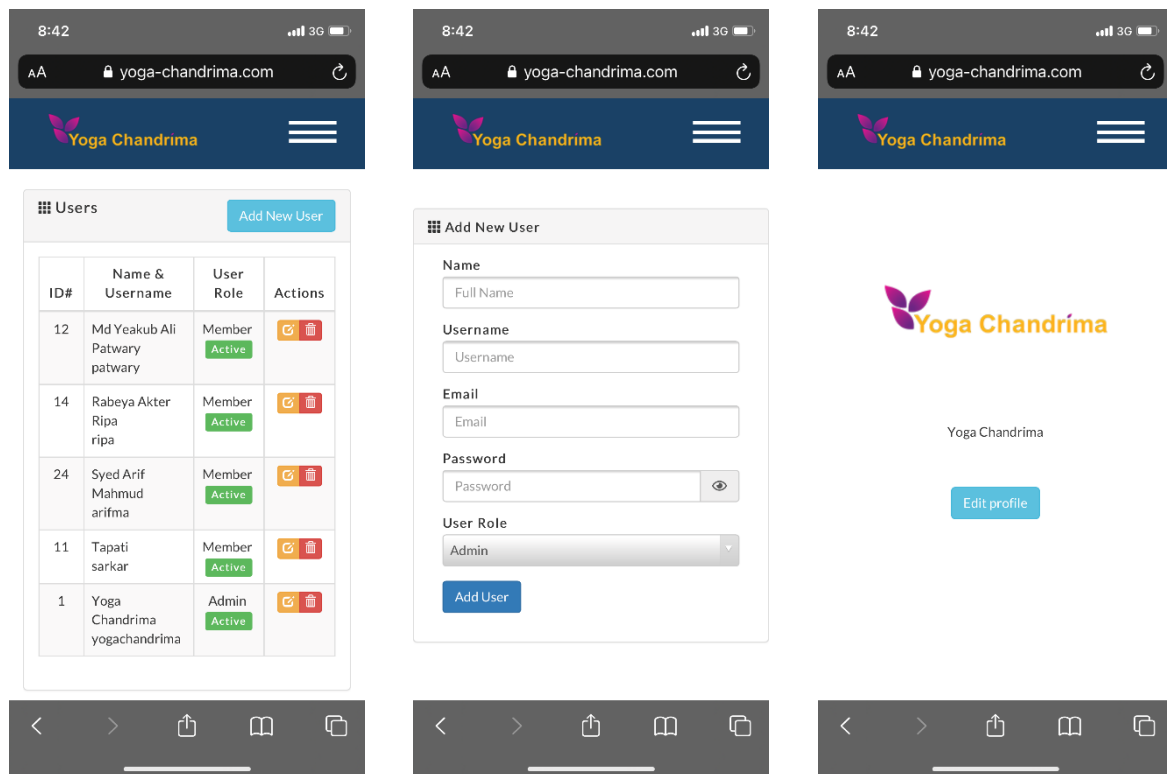 8:42
3G
AA yoga-chandrima.com
Yoga Chandrima
Users
Add New User
ID# Name & Username User Role Actions
12 Md Yeakub Ali Patwary patwary Member Active
14 Rabeya Akter Ripa ripa Member Active
24 Syed Arif Mahmud arifma Member Active
11 Tapati sarkar Member Active
1 Yoga Chandrima yogachandrima Admin Active
8:42
3G
AA yoga-chandrima.com
Yoga Chandrima
Add New User
Name
Full Name
Username
Username
Email
Email
Password
Password
User Role
Admin
Add User
8:42
3G
AA yoga-chandrima.com
Yoga Chandrima
Yoga Chandrima
Yoga Chandrima
Edit profile